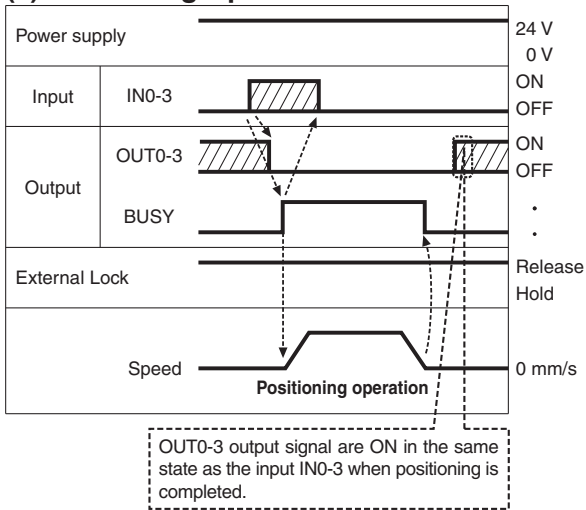 Power supply
24 V
0 V
Input
IN0-3
ON
OFF
Output
OUT0-3
ON
OFF
BUSY
External Lock
Release
Hold
Speed
0 mm/s
Positioning operation
OUT0-3 output signal are ON in the same
state as the input IN0-3 when positioning is
completed.